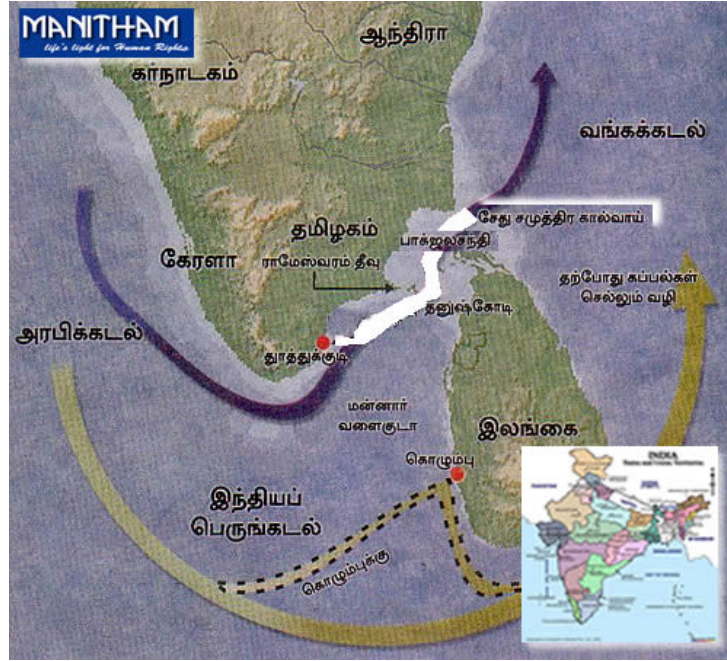 MANITHAM
life's light for Human Rights
ஆந்திரா
கர்நாடகம்
வங்கக்கடல்
சேது சமுத்திர கால்வாய்
தமிழகம்
பாக்ஜலசந்தி
கேரளா
ராமேஸ்வரம் தீவு
தற்போது கப்பல்கள்
செல்லும் வழி
தனுஷ்கோடி
அரபிக்கடல்
தூத்துக்குடி
மன்னார்
வளைகுடா
இலங்கை
கொழும்பு
இந்தியப்
பெருங்கடல்
கொழும்புக்கு
INDIA